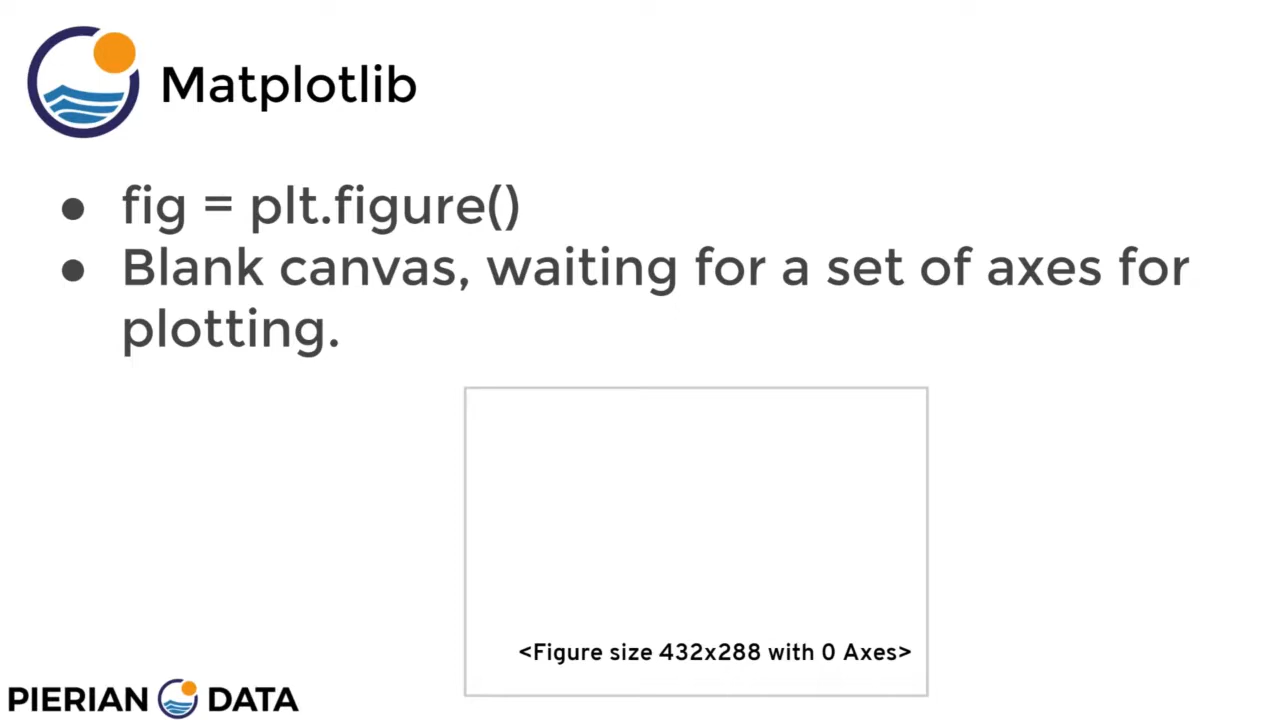 Matplotlib
● fig = plt.figure()
● Blank canvas, waiting for a set of axes for
plotting.
<Figure size 432x288 with 0 Axes>
PIERIAN DATA